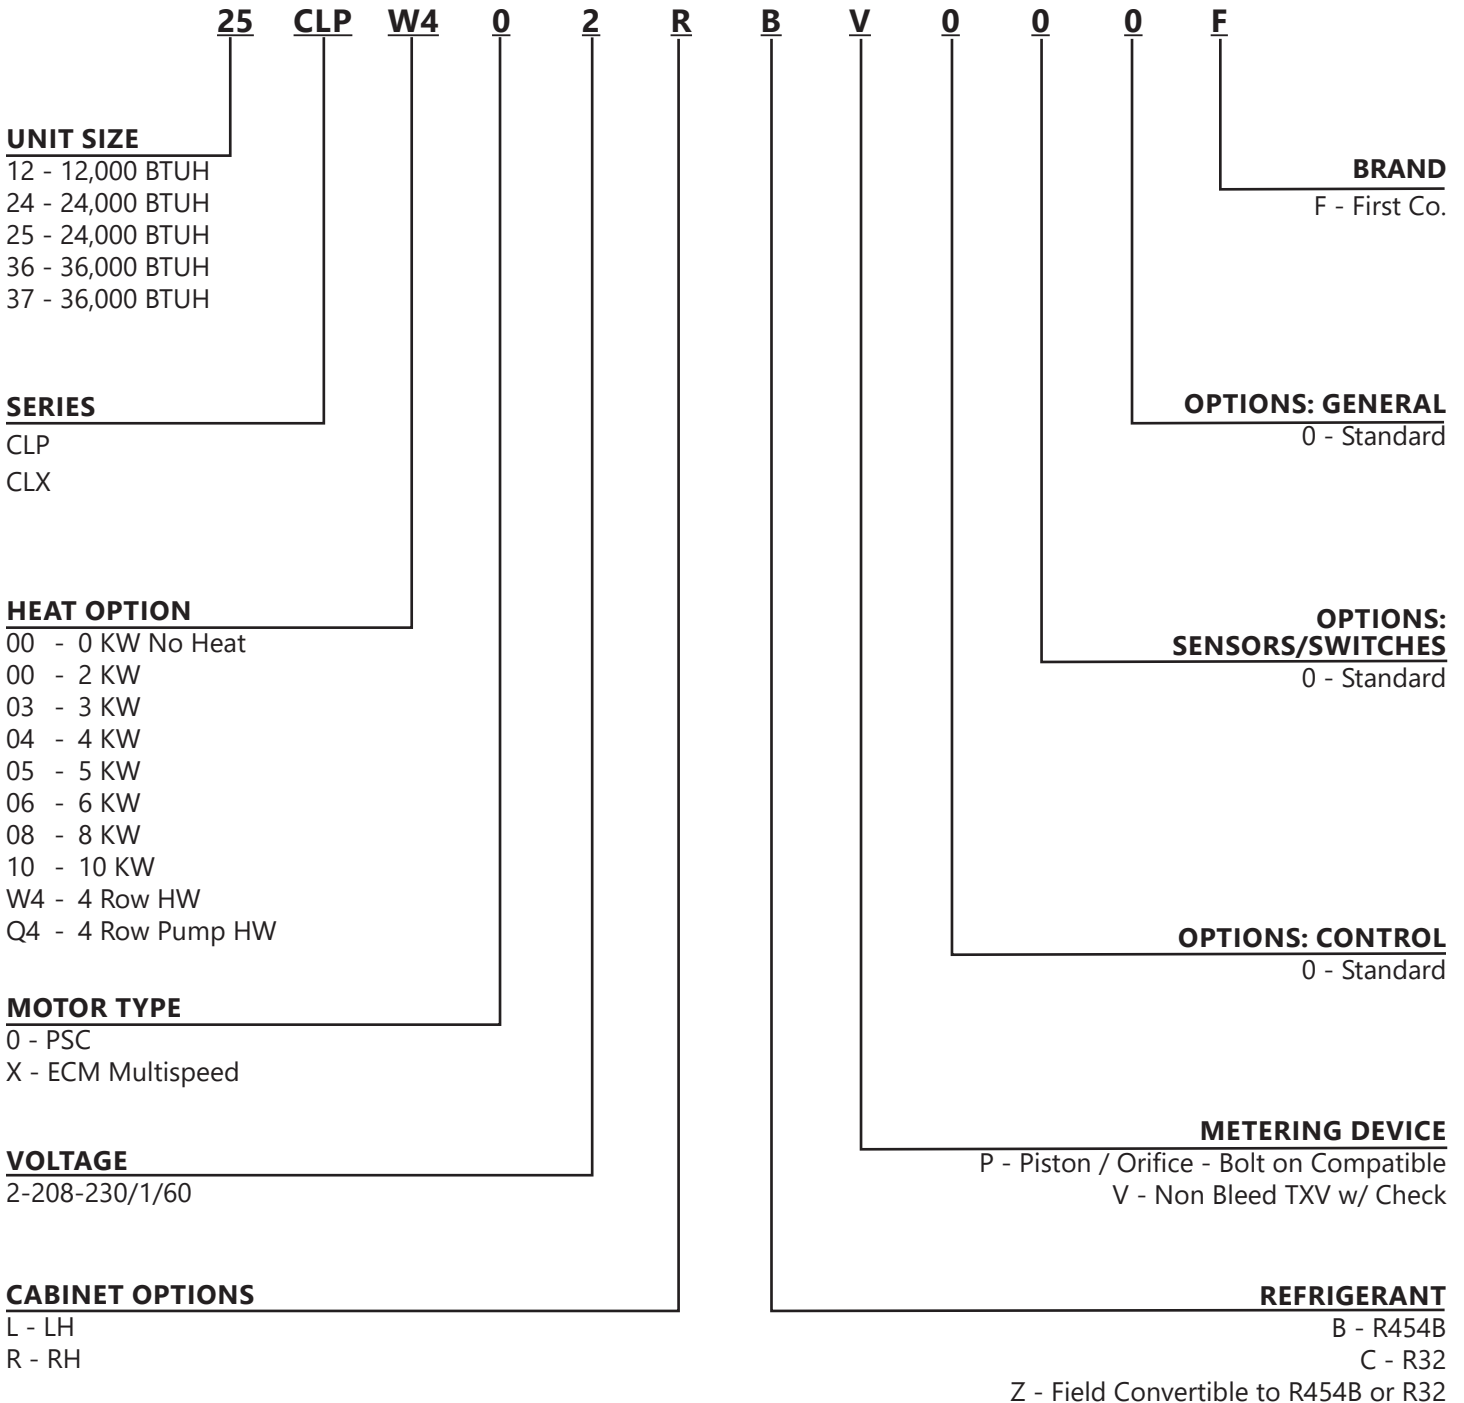 25 CLP W4 0 2 R B V 0 0 0 F
UNIT SIZE
12 - 12,000 BTUH
24 - 24,000 BTUH
25 - 24,000 BTUH
36 - 36,000 BTUH
37 - 36,000 BTUH
SERIES
CLP
CLX
HEAT OPTION
00 - 0 KW No Heat
00 - 2 KW
03 - 3 KW
04 - 4 KW
05 - 5 KW
06 - 6 KW
08 - 8 KW
10 - 10 KW
W4 - 4 Row HW
Q4 - 4 Row Pump HW
MOTOR TYPE
0 - PSC
X - ECM Multispeed
VOLTAGE
2-208-230/1/60
CABINET OPTIONS
L - LH
R - RH
BRAND
F - First Co.
OPTIONS: GENERAL
0 - Standard
OPTIONS:
SENSORS/SWITCHES
0 - Standard
OPTIONS: CONTROL
0 - Standard
METERING DEVICE
P - Piston / Orifice - Bolt on Compatible
V - Non Bleed TXV w/ Check
REFRIGERANT
B - R454B
C - R32
Z - Field Convertible to R454B or R32